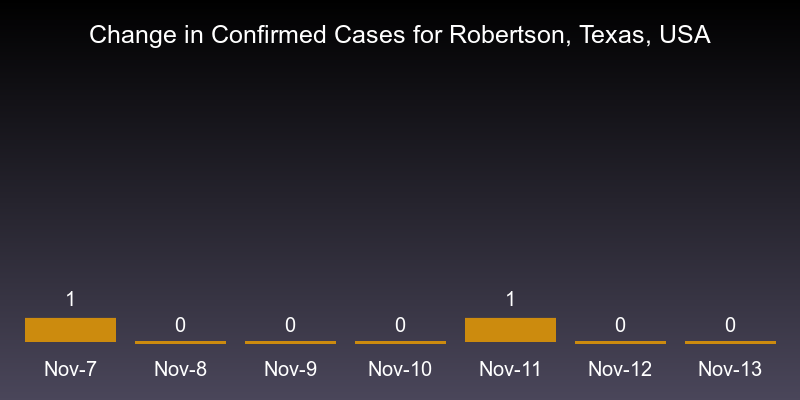 Change in Confirmed Cases for Robertson, Texas, USA
1 0 0 0 1 0 0
Nov-7 Nov-8 Nov-9 Nov-10 Nov-11 Nov-12 Nov-13